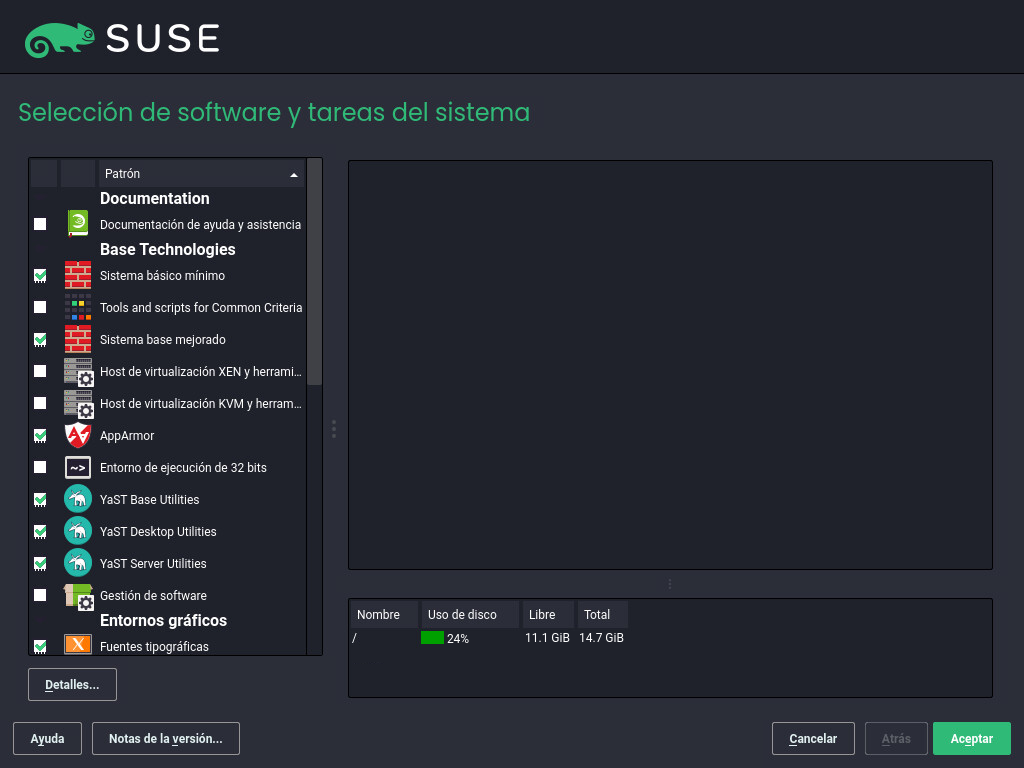 SUSE
Selección de software y tareas del sistema
Patrón
Documentation
Documentación de ayuda y asistencia
Base Technologies
Sistema básico mínimo
Tools and scripts for Common Criteria
Sistema base mejorado
Host de virtualización XEN y herrami...
Host de virtualización KVM y herram...
AppArmor
~>
Entorno de ejecución de 32 bits
YaST Base Utilities
YaST Desktop Utilities
YaST Server Utilities
Gestión de software
Entornos gráficos
X
Fuentes tipográficas
Nombre Uso de disco Libre Total
/ 24% 11.1 GiB 14.7 GiB
Detalles...
Ayuda Notas de la versión... Cancelar Atrás Aceptar